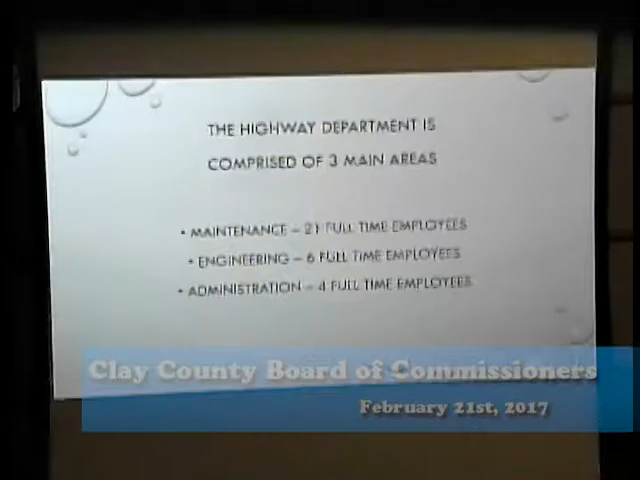 THE HIGHWAY DEPARTMENT IS
COMPRISED OF 3 MAIN AREAS
• MAINTENANCE – 21 FULL TIME EMPLOYEES
• ENGINEERING – 6 FULL TIME EMPLOYEES
• ADMINISTRATION – 4 FULL TIME EMPLOYEES
Clay County Board of Commissioners
February 21st, 2017